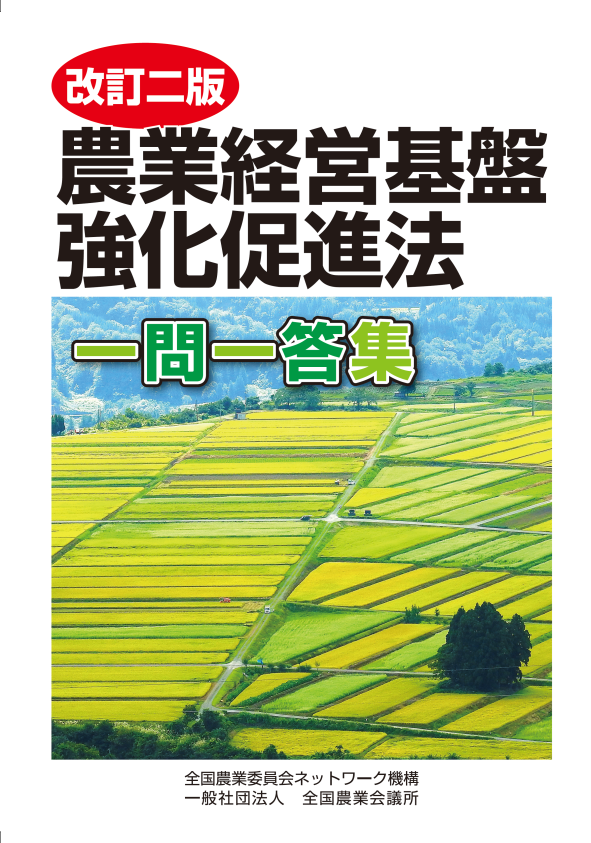 改訂二版
農業経営基盤
強化促進法
一問一答集
全国農業委員会ネットワーク機構
一般社団法人　全国農業会議所